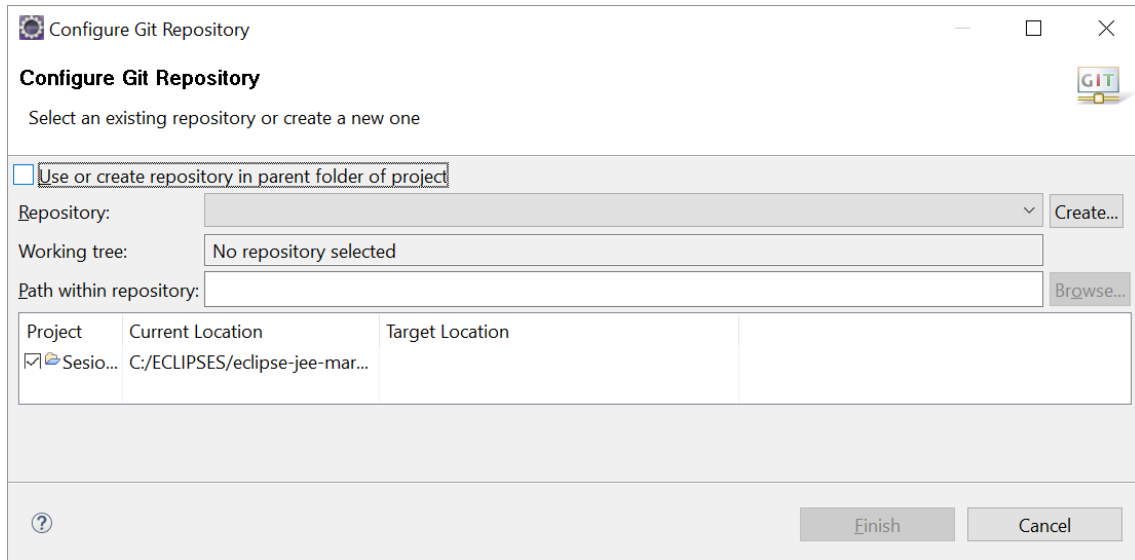 Configure Git Repository
Configure Git Repository
GIT
Select an existing repository or create a new one
Use or create repository in parent folder of project
Repository: Create...
Working tree: No repository selected
Path within repository: Browse...
Project Current Location Target Location
Sesio... C:/ECLIPSES/eclipse-jee-mar...
? Finish Cancel